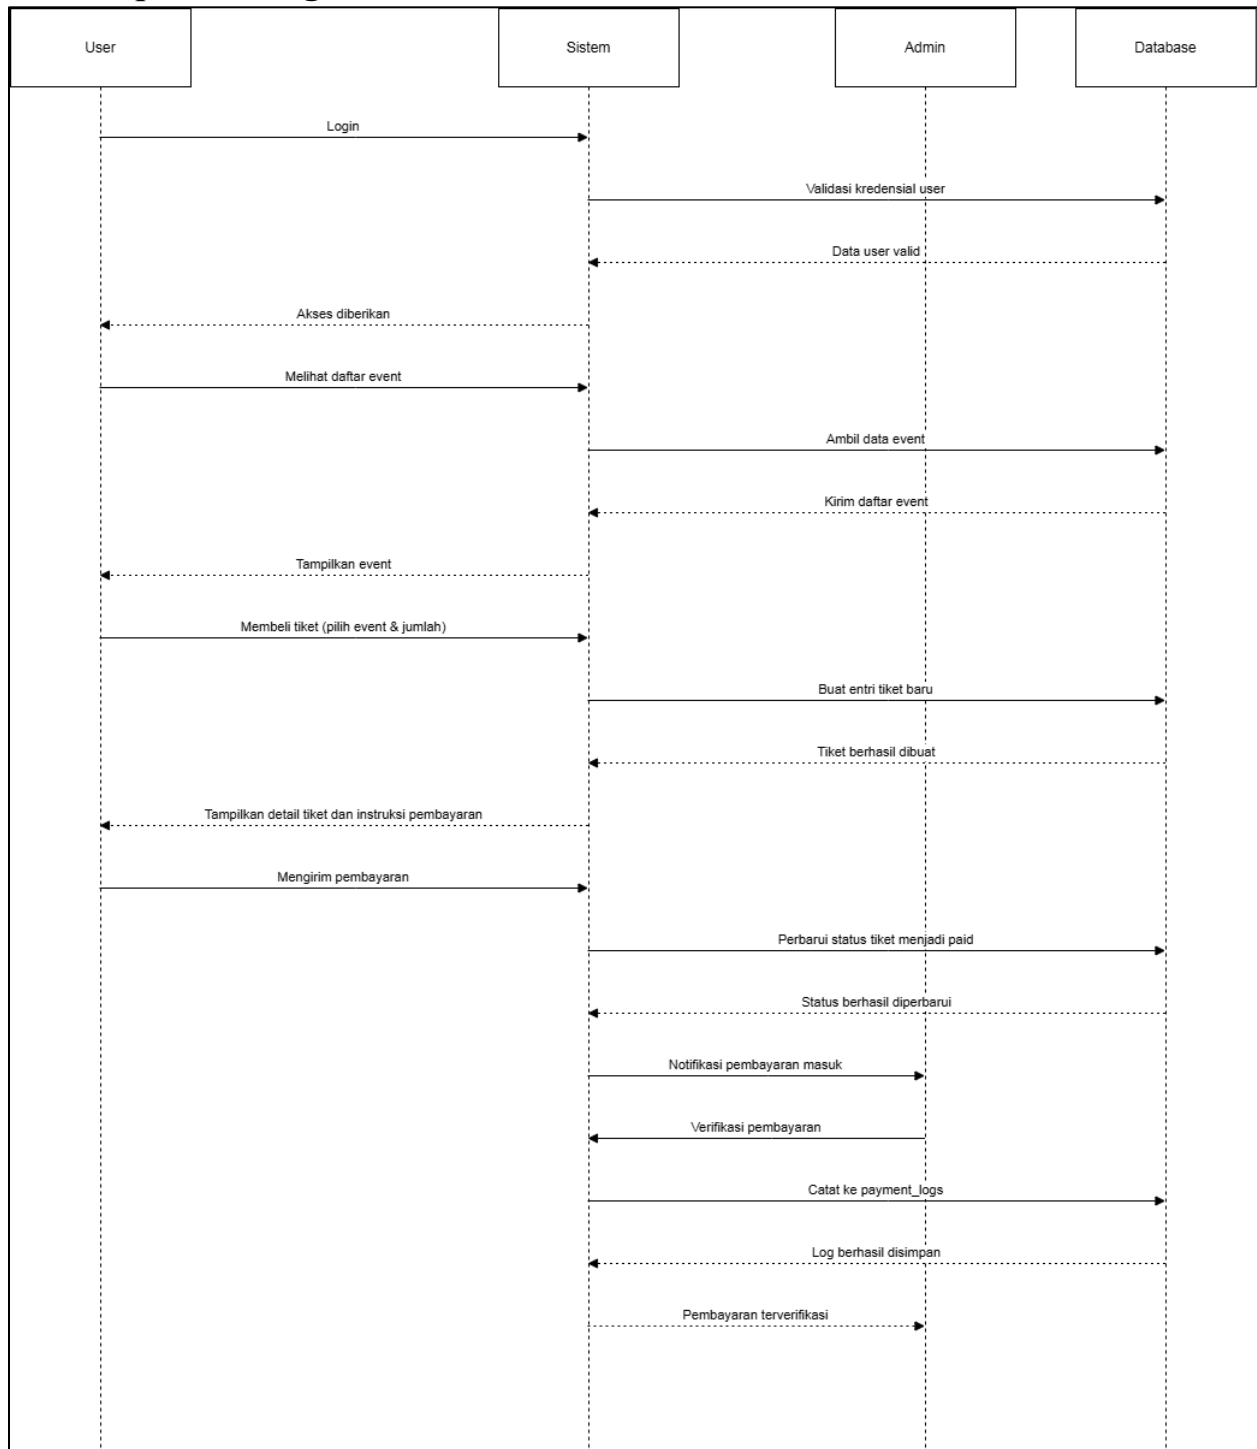 User
Sistem
Admin
Database
Login
Validasi kredensial user
Data user valid
Akses diberikan
Melihat daftar event
Ambil data event
Kirim daftar event
Tampilkan event
Membeli tiket (pilih event & jumlah)
Buat entri tiket baru
Tiket berhasil dibuat
Tampilkan detail tiket dan instruksi pembayaran
Mengirim pembayaran
Perbarui status tiket menjadi paid
Status berhasil diperbarui
Notifikasi pembayaran masuk
Verifikasi pembayaran
Catat ke payment_logs
Log berhasil disimpan
Pembayaran terverifikasi